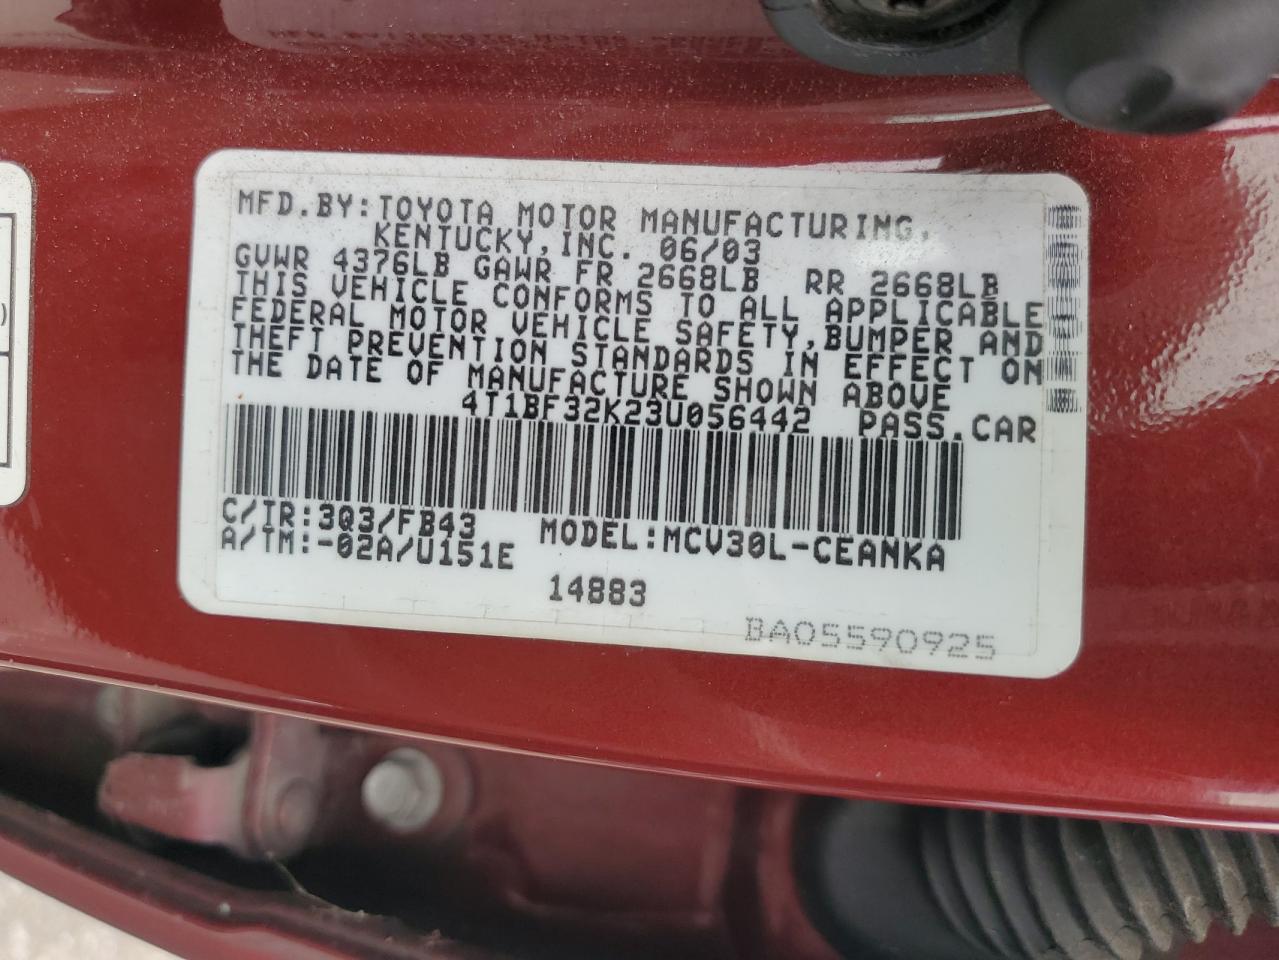 MFD.BY:TOYOTA MOTOR MANUFACTURING,
KENTUCKY,INC. 06/03
GVWR 4376LB GAWR FR 2668LB RR 2668LB
THIS VEHICLE CONFORMS TO ALL APPLICABLE
FEDERAL MOTOR VEHICLE SAFETY,BUMPER AND
THEFT PREVENTION STANDARDS IN EFFECT ON
THE DATE OF MANUFACTURE SHOWN ABOVE
4T1BF32K23U056442 PASS.CAR
C/TR:3Q3/FB43 MODEL:MCV30L-CEANKA
A/TM:-02A/U151E
14883
BA05590925